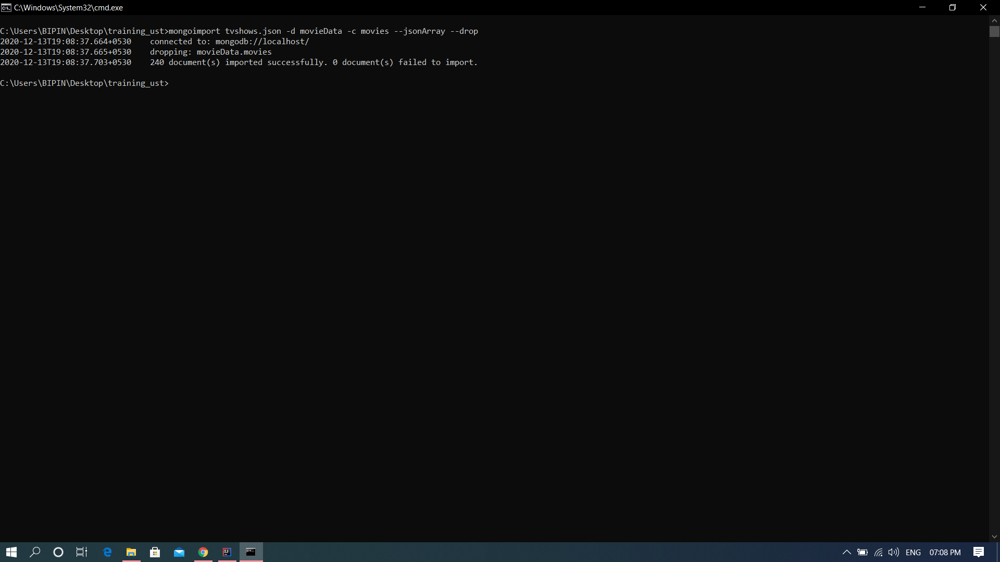 C:\Windows\System32\cmd.exe
C:\Users\BIPIN\Desktop\training_ust>mongoimport tvshows.json -d movieData -c movies --jsonArray --drop
2020-12-13T19:08:37.664+0530    connected to: mongodb://localhost/
2020-12-13T19:08:37.665+0530    dropping: movieData.movies
2020-12-13T19:08:37.703+0530    240 document(s) imported successfully. 0 document(s) failed to import.
C:\Users\BIPIN\Desktop\training_ust>
ENG 07:08 PM